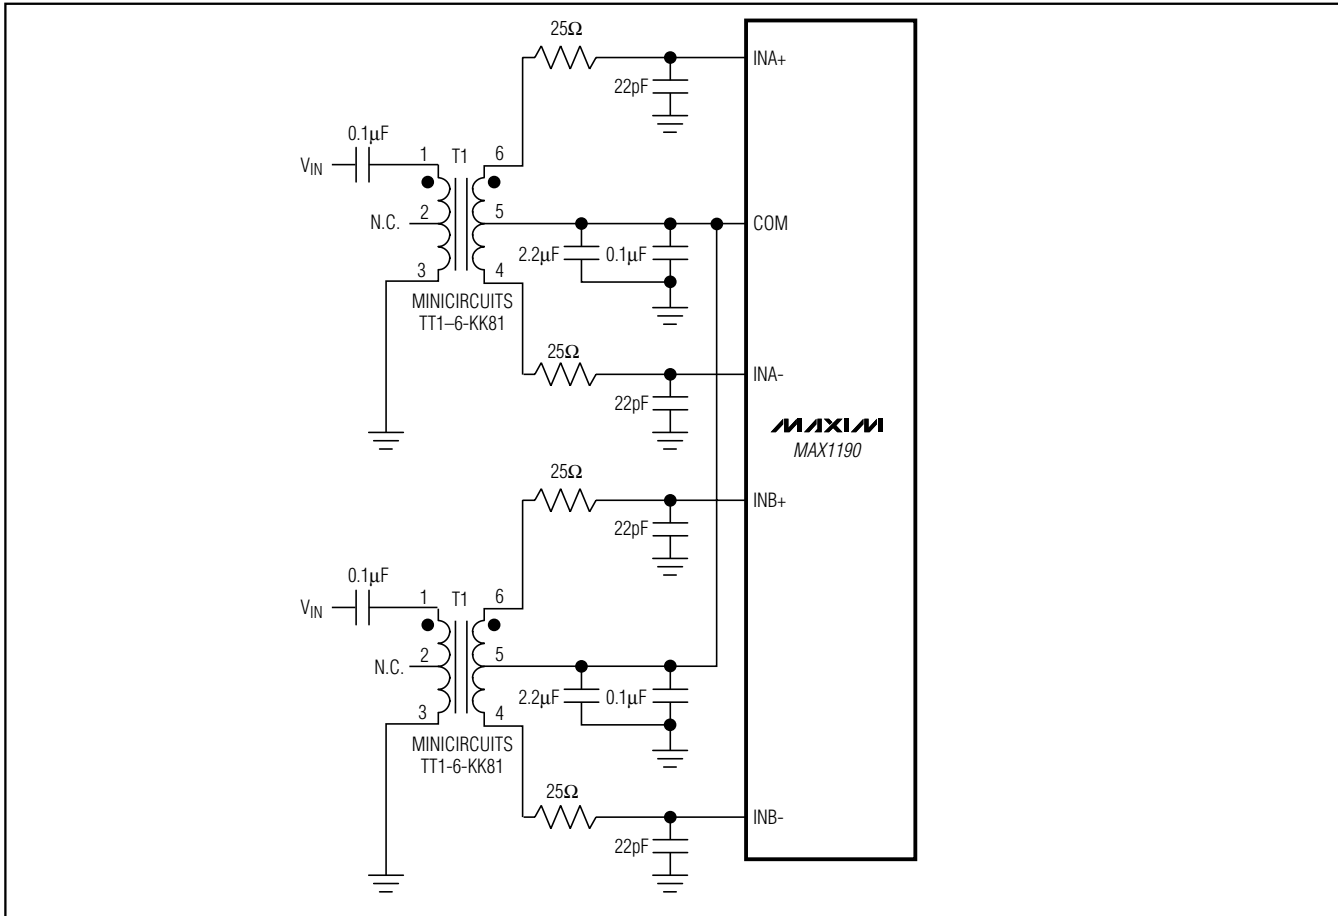 25Ω
INA+
22pF
0.1µF
1
T1
6
VIN
N.C.
2
5
COM
2.2µF
0.1µF
3
4
MINICIRCUITS
TT1–6-KK81
25Ω
INA-
22pF
MAXIM
MAX1190
25Ω
INB+
22pF
0.1µF
1
T1
6
VIN
N.C.
2
5
2.2µF
0.1µF
3
4
MINICIRCUITS
TT1-6-KK81
25Ω
INB-
22pF